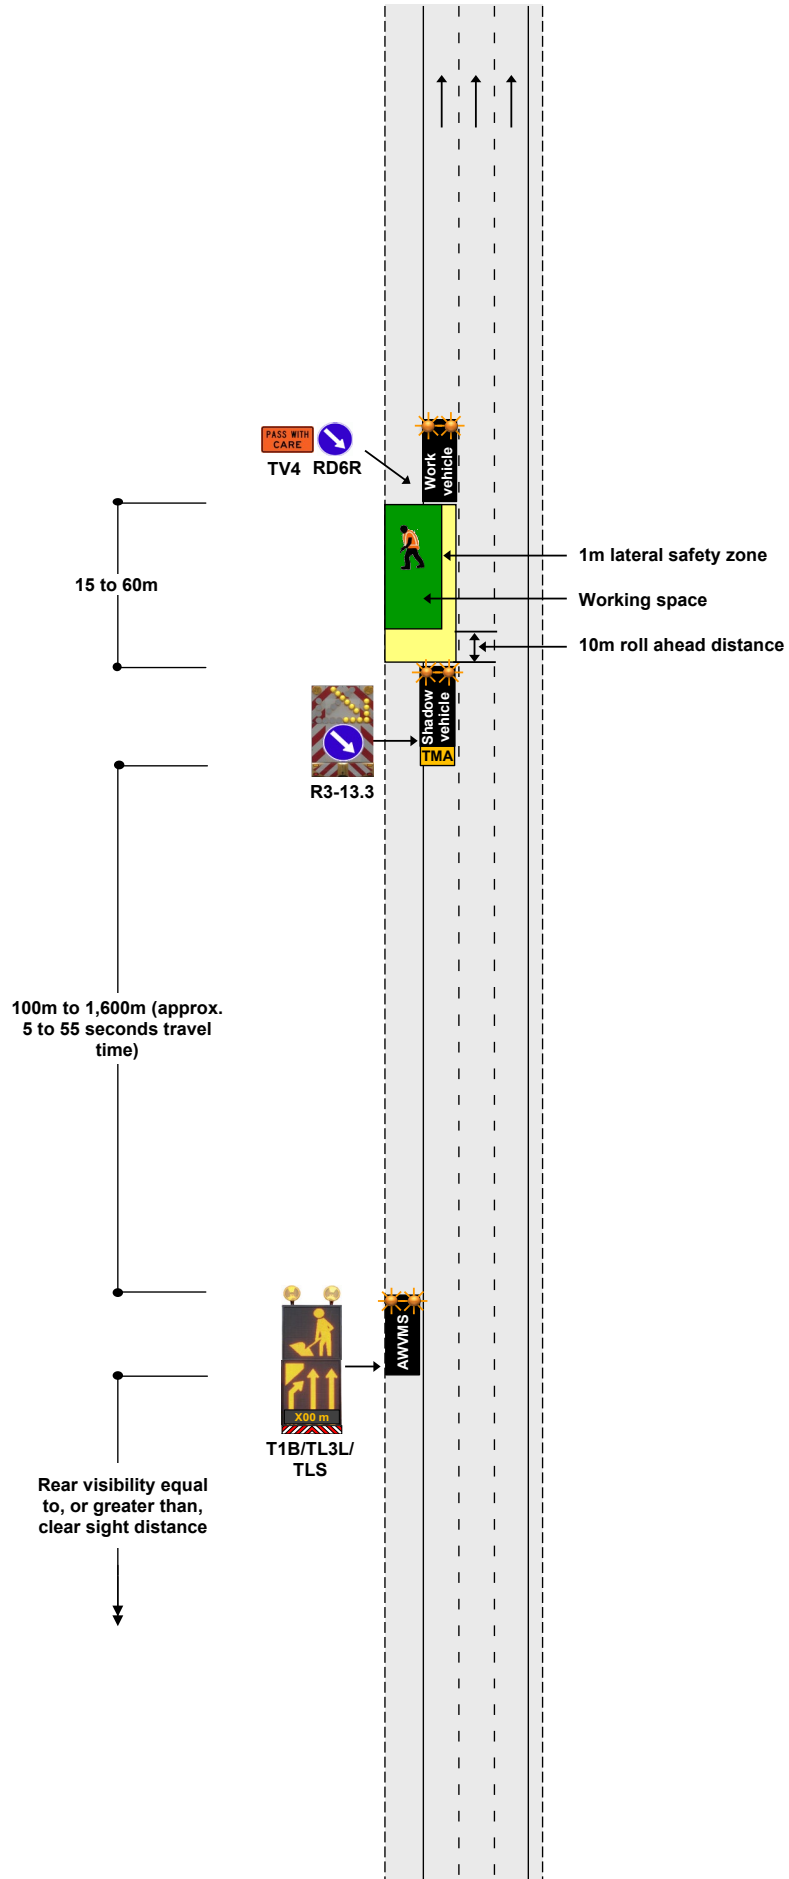 PASS WITH
CARE
TV4 RD6R
Work
vehicle
15 to 60m
1m lateral safety zone
Working space
10m roll ahead distance
Shadow
vehicle
TMA
R3-13.3
100m to 1,600m (approx.
5 to 55 seconds travel
time)
AWVMS
X00 m
T1B/TL3L/
TLS
Rear visibility equal
to, or greater than,
clear sight distance